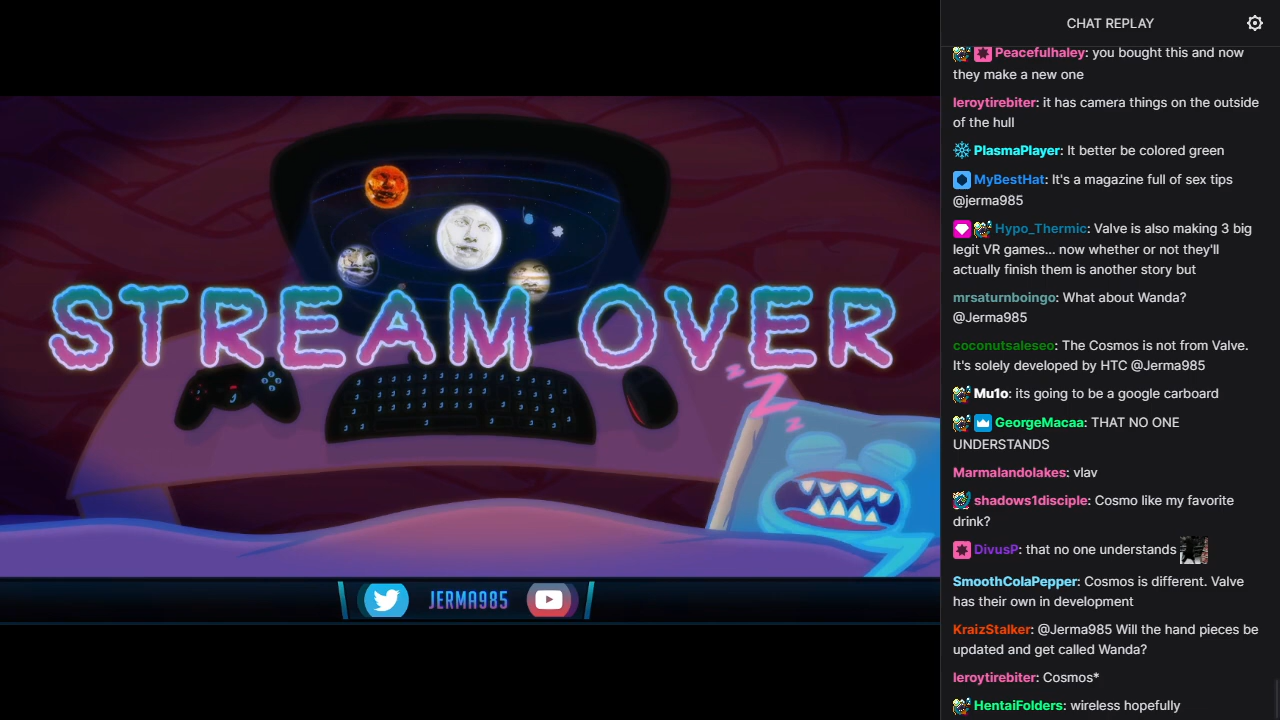 STREAM OVER
Z
Z
Z
JERMA985
CHAT REPLAY
Peacefulhaley: you bought this and now
they make a new one
leroytirebiter: it has camera things on the outside
of the hull
PlasmaPlayer: It better be colored green
MyBestHat: It's a magazine full of sex tips
@jerma985
Hypo_Thermic: Valve is also making 3 big
legit VR games... now whether or not they'll
actually finish them is another story but
mrsaturnboingo: What about Wanda?
@Jerma985
coconutsaleseo: The Cosmos is not from Valve.
It's solely developed by HTC @Jerma985
Mu1o: its going to be a google carboard
GeorgeMacaa: THAT NO ONE
UNDERSTANDS
Marmalandolakes: vlav
shadows1disciple: Cosmo like my favorite
drink?
DivusP: that no one understands
SmoothColaPepper: Cosmos is different. Valve
has their own in development
KraizStalker: @Jerma985 Will the hand pieces be
updated and get called Wanda?
leroytirebiter: Cosmos*
HentaiFolders: wireless hopefully